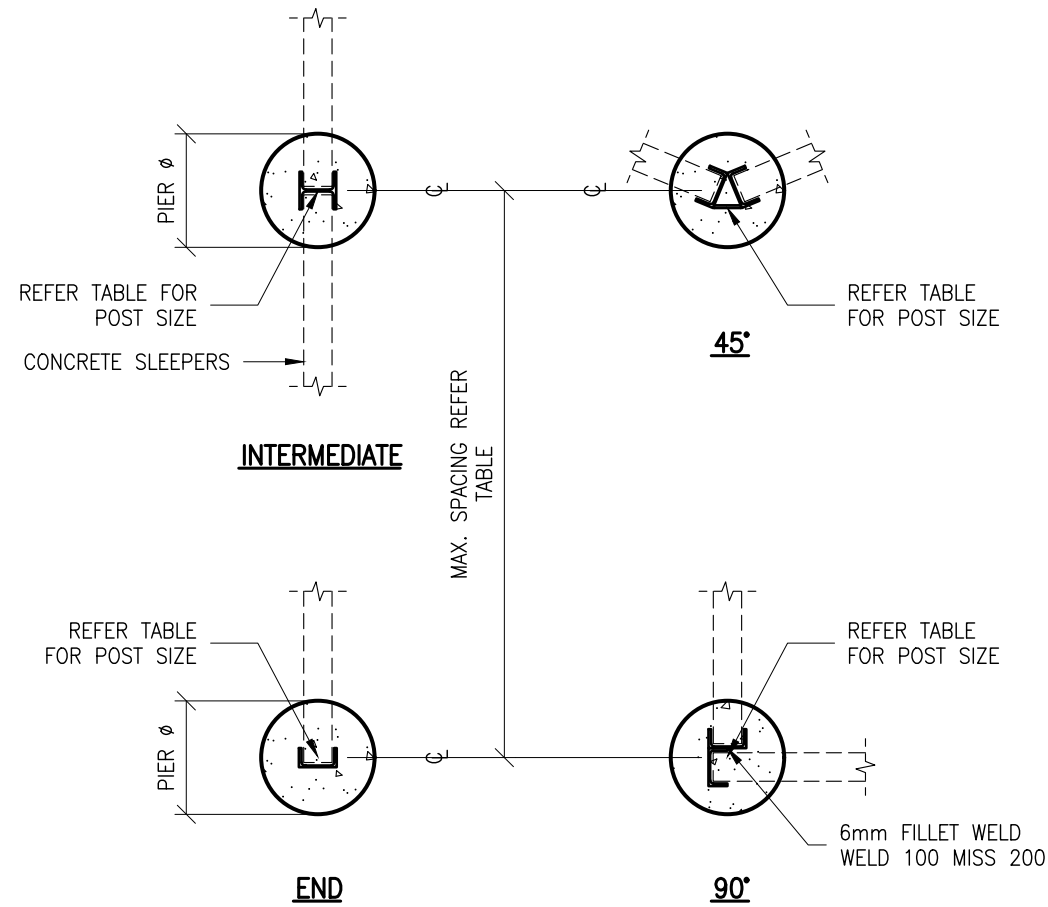 PIER Ø
REFER TABLE FOR
POST SIZE
CONCRETE SLEEPERS
INTERMEDIATE
℄
℄
REFER TABLE
FOR POST SIZE
45°
MAX. SPACING REFER
TABLE
REFER TABLE
FOR POST SIZE
PIER Ø
END
℄
REFER TABLE
FOR POST SIZE
6mm FILLET WELD
WELD 100 MISS 200
90°